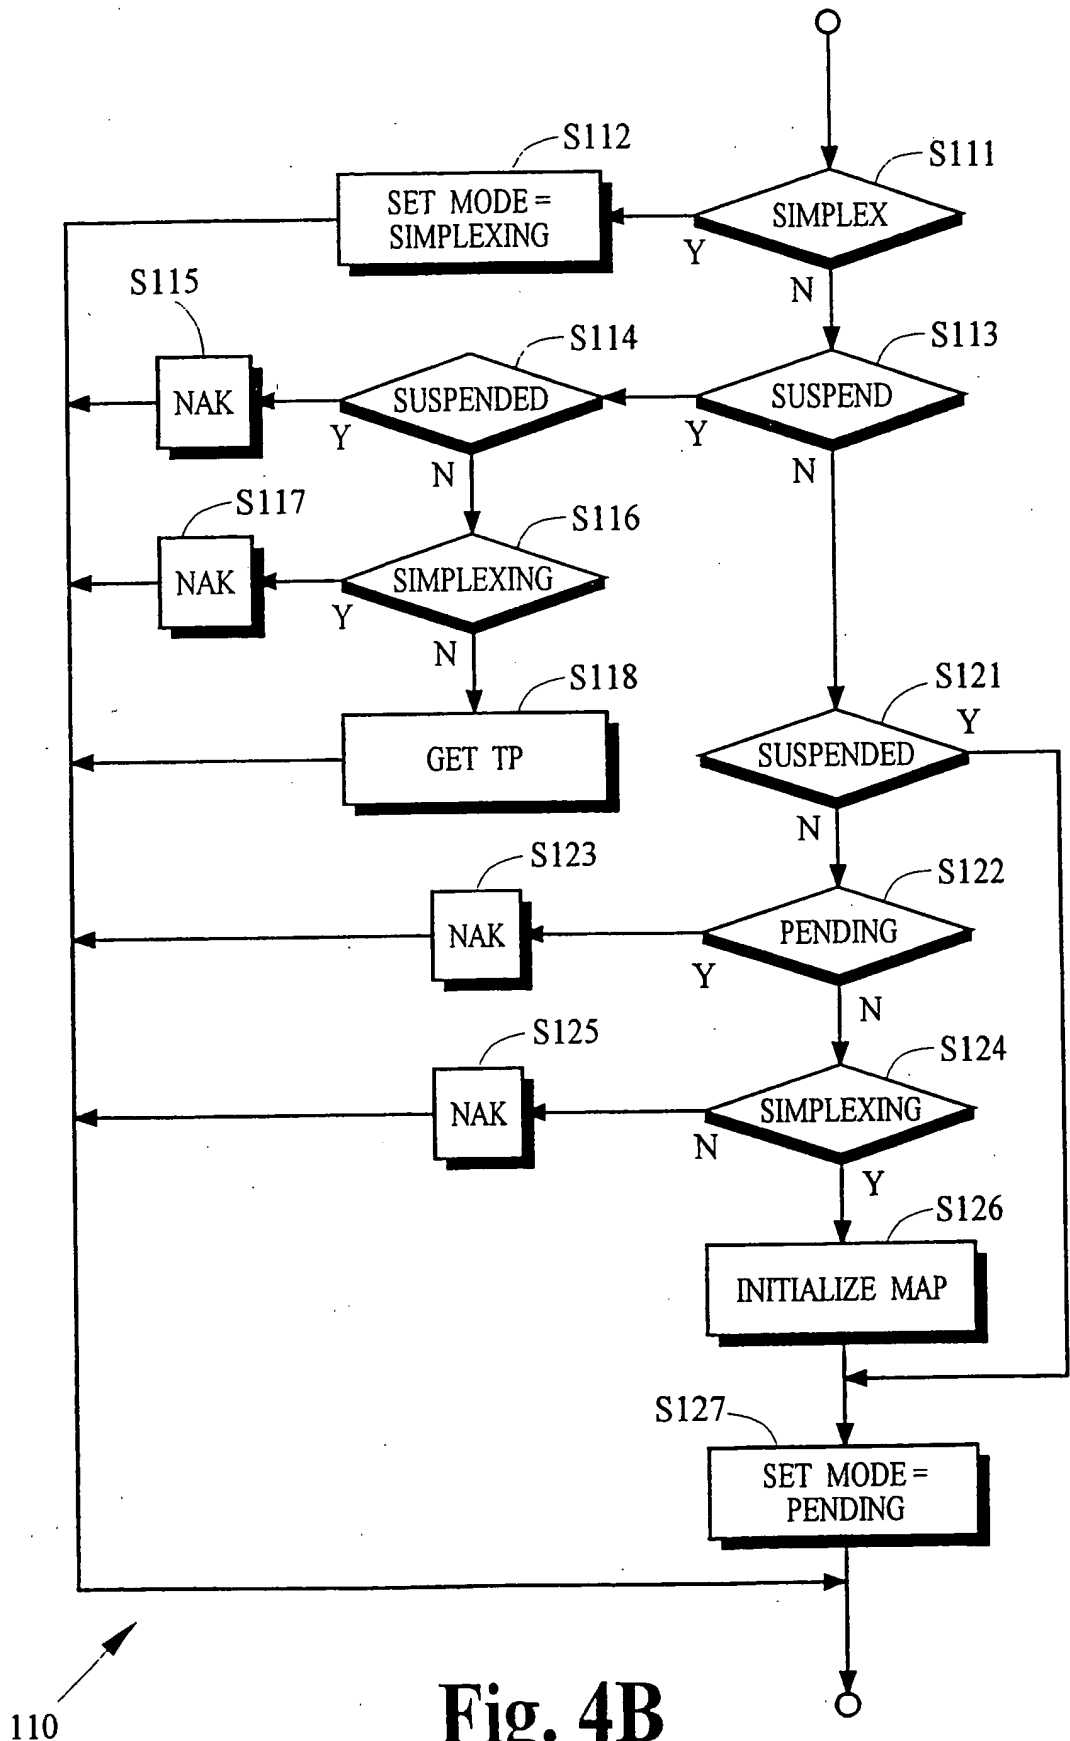 S112
S111
SET MODE =
SIMPLEXING
SIMPLEX
Y
N
S115
S114
S113
NAK
SUSPENDED
SUSPEND
Y
Y
N
N
S117
S116
NAK
SIMPLEXING
Y
N
S118
S121
GET TP
SUSPENDED
Y
N
S123
S122
NAK
PENDING
Y
N
S125
S124
NAK
SIMPLEXING
N
Y
S126
INITIALIZE MAP
S127
SET MODE =
PENDING
110
Fig. 4B